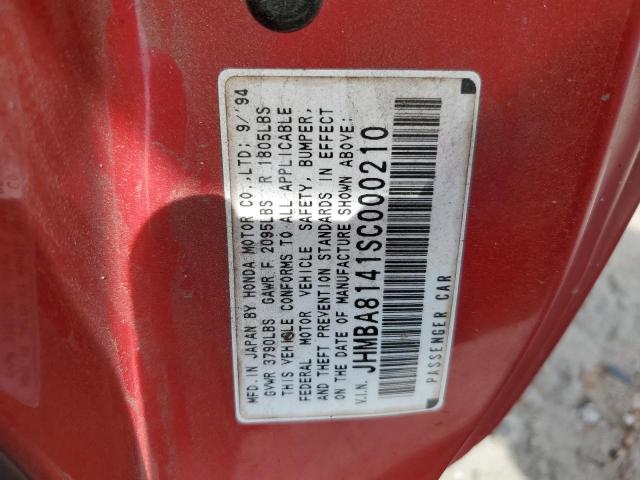 MFD. IN JAPAN BY HONDA MOTOR CO.,LTD; 9/'94
GVWR 3790LBS GAWR F 2095LBS R 1805LBS
THIS VEHICLE CONFORMS TO ALL APPLICABLE
FEDERAL MOTOR VEHICLE SAFETY, BUMPER,
AND THEFT PREVENTION STANDARDS IN EFFECT
ON THE DATE OF MANUFACTURE SHOWN ABOVE:
V.I.N. JHMBA8141SC000210
PASSENGER CAR